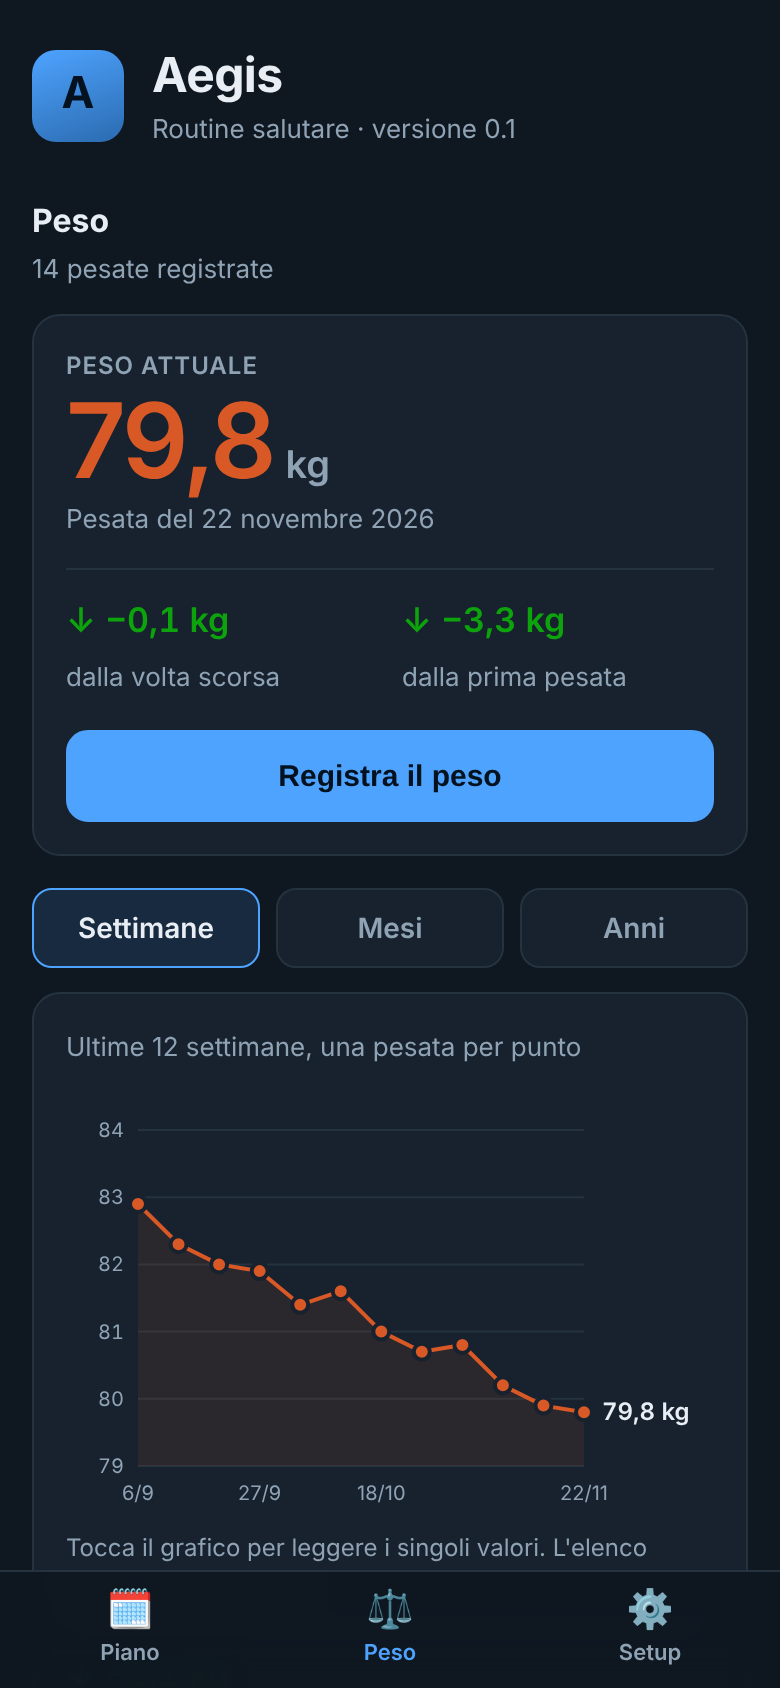 A
Aegis
Routine salutare · versione 0.1
Peso
14 pesate registrate
PESO ATTUALE
79,8 kg
Pesata del 22 novembre 2026
↓ −0,1 kg
dalla volta scorsa
↓ −3,3 kg
dalla prima pesata
Registra il peso
Settimane
Mesi
Anni
Ultime 12 settimane, una pesata per punto
84
83
82
81
80
79
79,8 kg
6/9
27/9
18/10
22/11
Tocca il grafico per leggere i singoli valori. L'elenco
Piano
Peso
Setup